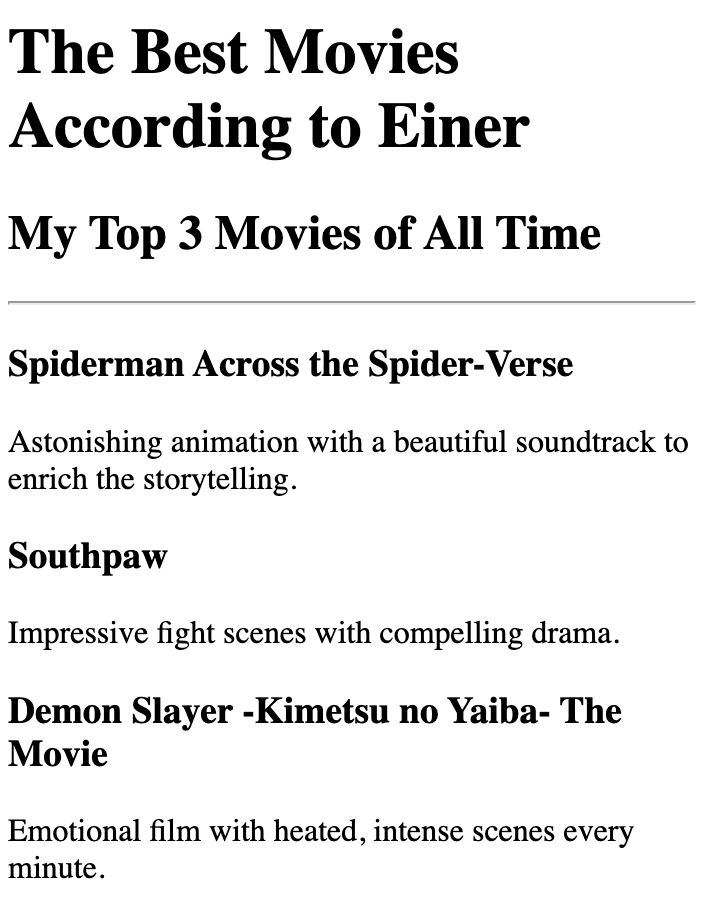 The Best Movies
According to Einer
My Top 3 Movies of All Time
Spiderman Across the Spider-Verse
Astonishing animation with a beautiful soundtrack to
enrich the storytelling.
Southpaw
Impressive fight scenes with compelling drama.
Demon Slayer -Kimetsu no Yaiba- The
Movie
Emotional film with heated, intense scenes every
minute.